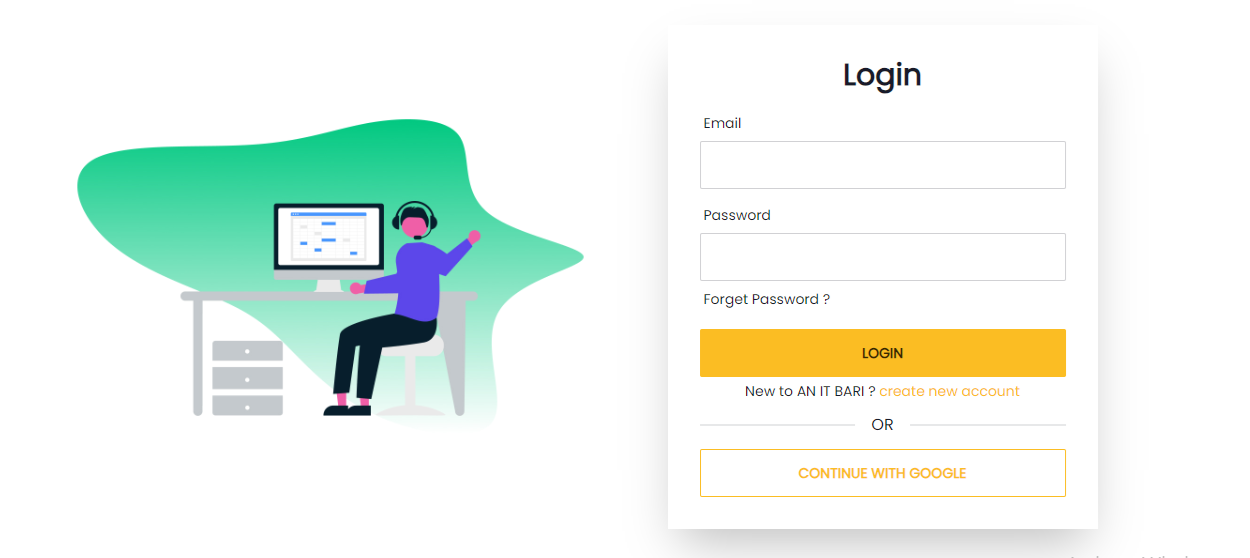 Login
Email
Password
Forget Password ?
LOGIN
New to AN IT BARI ? create new account
OR
CONTINUE WITH GOOGLE